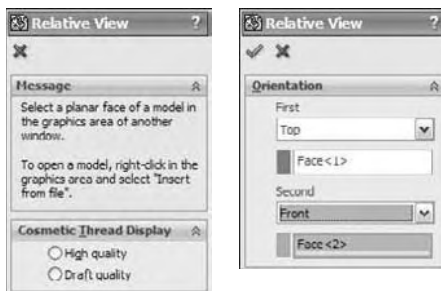 Relative View ?
Message
Select a planar face of a model in
the graphics area of another
window.
To open a model, right-click in the
graphics area and select "Insert
from file".
Cosmetic Thread Display
High quality
Draft quality
Relative View ?
Orientation
First
Top
Face<1>
Second
Front
Face<2>